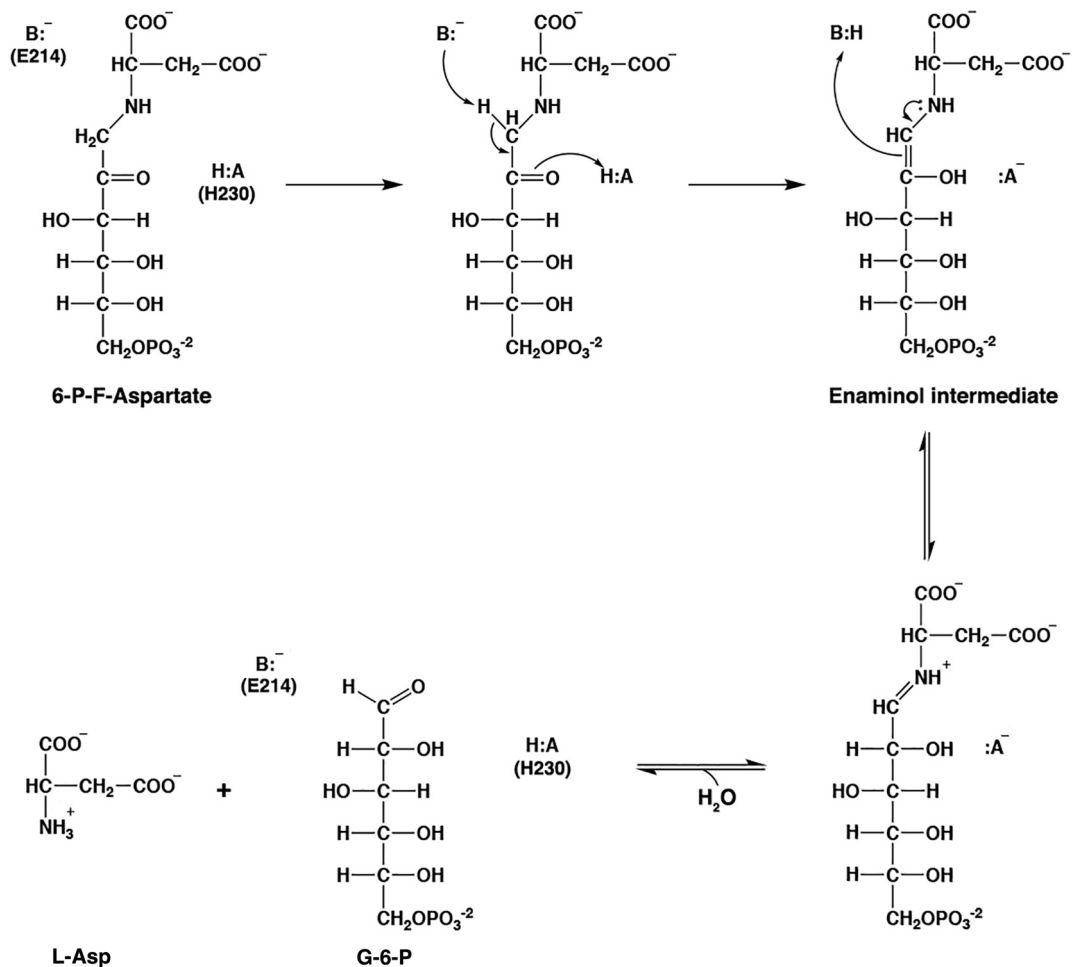 B:⁻
(E214)
COO⁻
HC—CH₂—COO⁻
NH
H₂C
C=O
H:A
(H230)
HO—C—H
H—C—OH
H—C—OH
CH₂OPO₃⁻²
6-P-F-Aspartate
B:⁻
COO⁻
HC—CH₂—COO⁻
H
H
NH
C
C=O
H:A
HO—C—H
H—C—OH
H—C—OH
CH₂OPO₃⁻²
B:H
COO⁻
HC—CH₂—COO⁻
:NH
HC
C—OH
:A⁻
HO—C—H
H—C—OH
H—C—OH
CH₂OPO₃⁻²
Enaminol intermediate
COO⁻
HC—CH₂—COO⁻
NH⁺
HC
H—C—OH
:A⁻
HO—C—H
H—C—OH
H—C—OH
CH₂OPO₃⁻²
H₂O
B:⁻
(E214)
H
O
C
H—C—OH
H:A
(H230)
HO—C—H
H—C—OH
H—C—OH
CH₂OPO₃⁻²
G-6-P
+
COO⁻
HC—CH₂—COO⁻
NH₃⁺
L-Asp